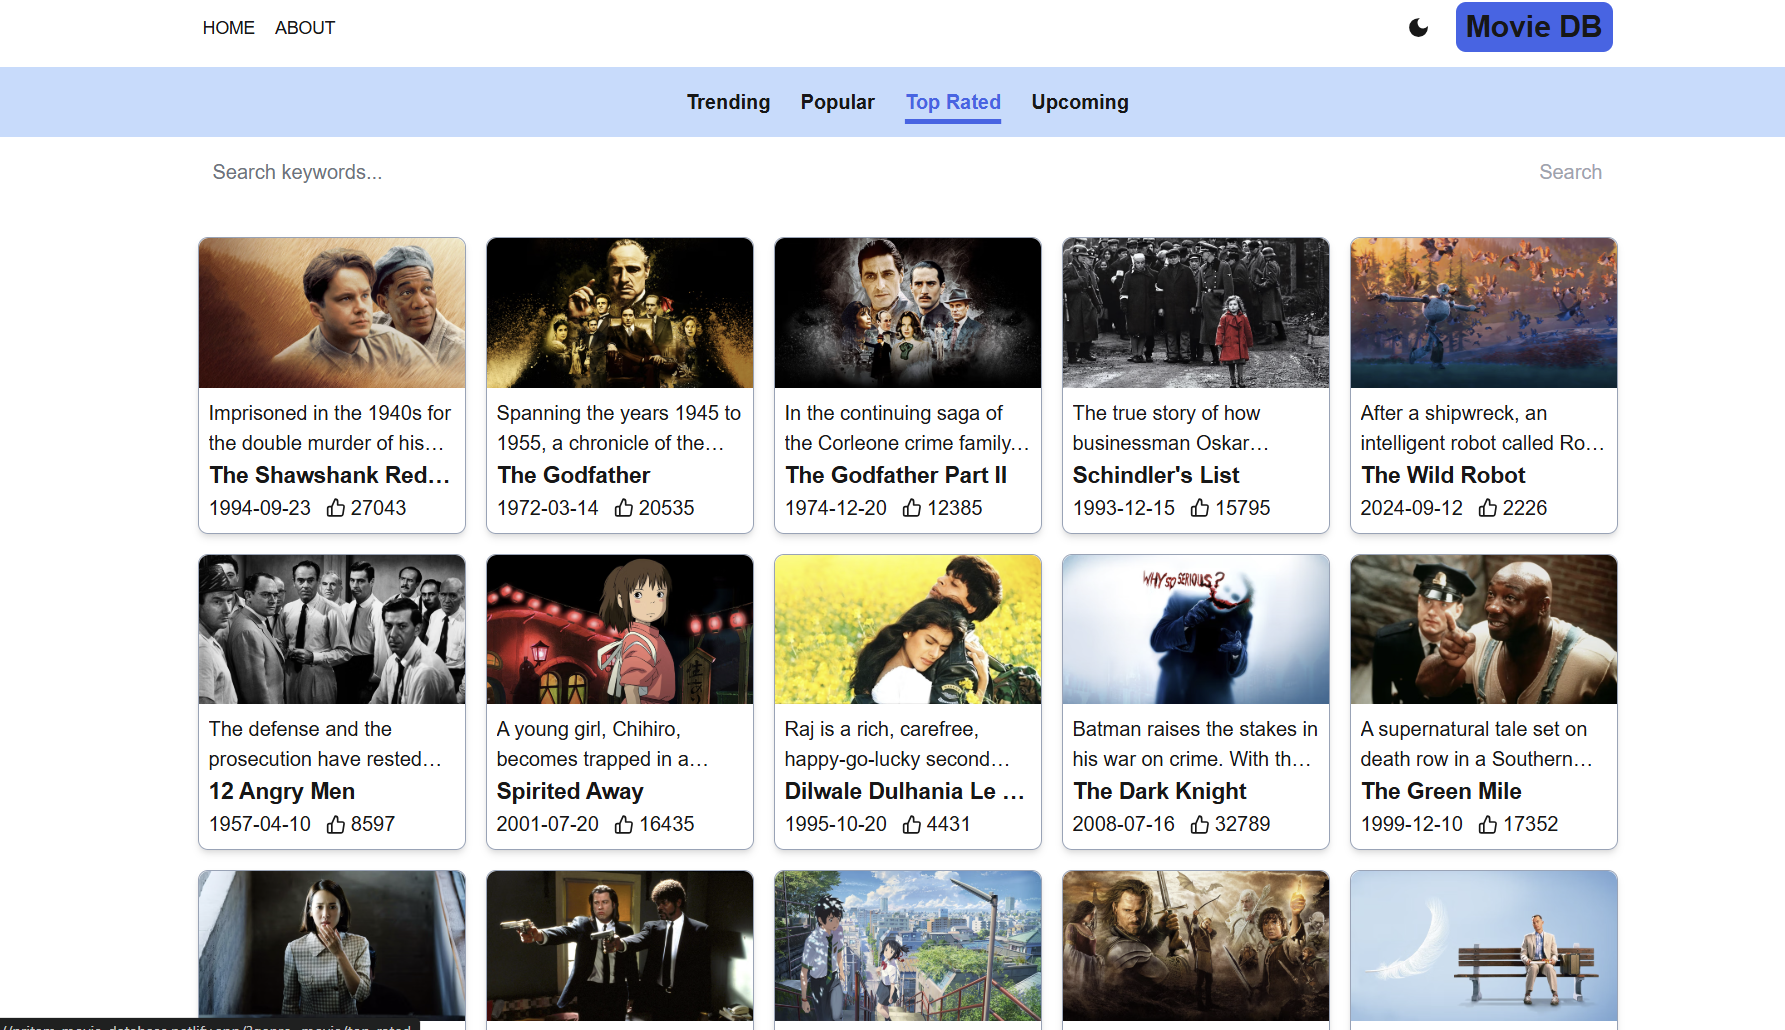 HOME ABOUT Movie DB
Trending Popular Top Rated Upcoming
Search keywords... Search
Imprisoned in the 1940s for
the double murder of his…
The Shawshank Red…
1994-09-23 27043
Spanning the years 1945 to
1955, a chronicle of the…
The Godfather
1972-03-14 20535
In the continuing saga of
the Corleone crime family,…
The Godfather Part II
1974-12-20 12385
The true story of how
businessman Oskar…
Schindler's List
1993-12-15 15795
After a shipwreck, an
intelligent robot called Ro…
The Wild Robot
2024-09-12 2226
The defense and the
prosecution have rested…
12 Angry Men
1957-04-10 8597
A young girl, Chihiro,
becomes trapped in a…
Spirited Away
2001-07-20 16435
Raj is a rich, carefree,
happy-go-lucky second…
Dilwale Dulhania Le …
1995-10-20 4431
WHY SO SERIOUS?
Batman raises the stakes in
his war on crime. With th…
The Dark Knight
2008-07-16 32789
A supernatural tale set on
death row in a Southern…
The Green Mile
1999-12-10 17352